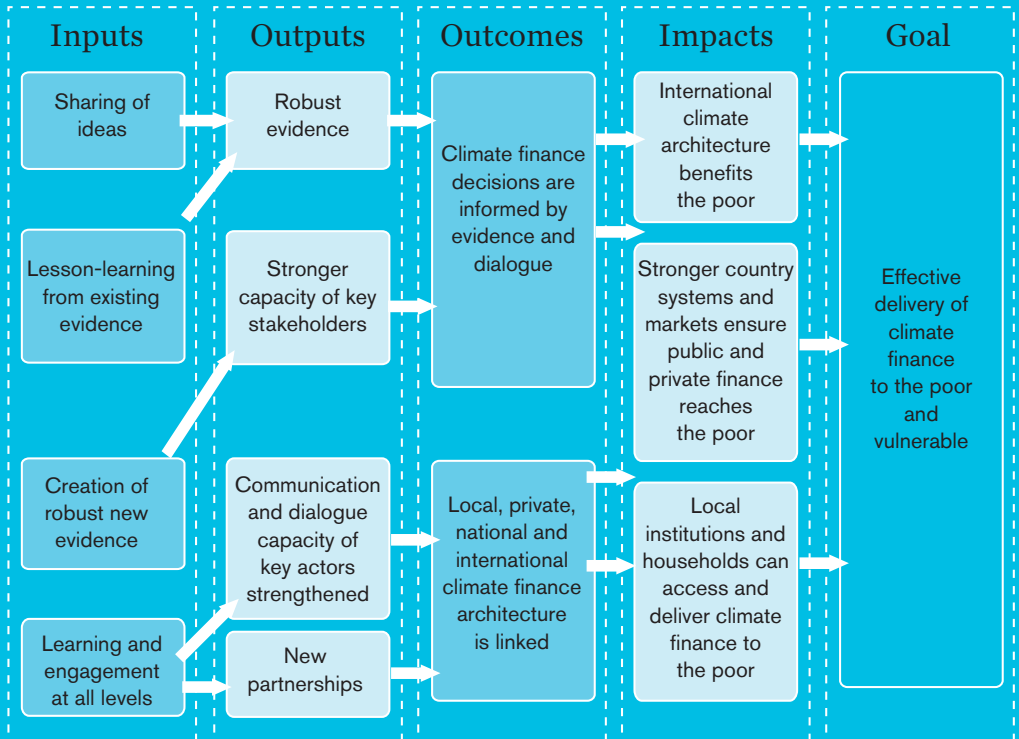 Inputs
Sharing of
ideas
Lesson-learning
from existing
evidence
Creation of
robust new
evidence
Learning and
engagement
at all levels
Outputs
Robust
evidence
Stronger
capacity of key
stakeholders
Communication
and dialogue
capacity of
key actors
strengthened
New
partnerships
Outcomes
Climate finance
decisions are
informed by
evidence and
dialogue
Local, private,
national and
international
climate finance
architecture
is linked
Impacts
International
climate
architecture
benefits
the poor
Stronger country
systems and
markets ensure
public and
private finance
reaches
the poor
Local
institutions and
households can
access and
deliver climate
finance to
the poor
Goal
Effective
delivery of
climate
finance
to the poor
and
vulnerable